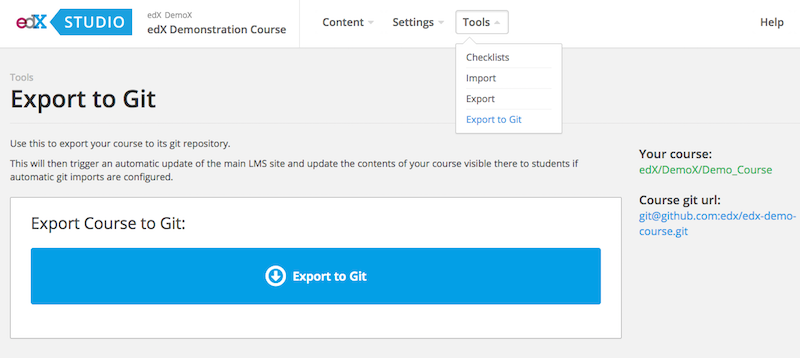 edX STUDIO
edX DemoX
edX Demonstration Course
Content
Settings
Tools
Help
Checklists
Import
Export
Export to Git
Tools
Export to Git
Use this to export your course to its git repository.
This will then trigger an automatic update of the main LMS site and update the contents of your course visible there to students if
automatic git imports are configured.
Export Course to Git:
Export to Git
Your course:
edX/DemoX/Demo_Course
Course git url:
git@github.com:edx/edx-demo-
course.git